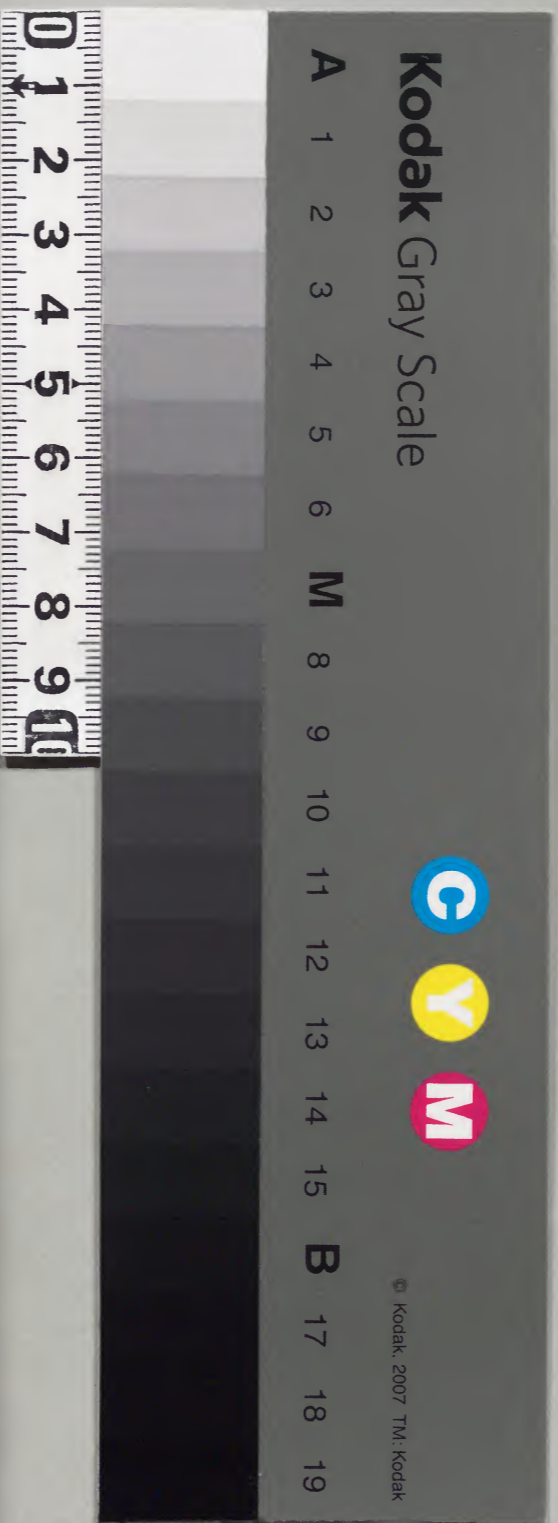 Kodak Gray Scale
C Y M
© Kodak, 2007 TM: Kodak
A 1 2 3 4 5 6 M 8 9 10 11 12 13 14 15 B 17 18 19
0 1 2 3 4 5 6 7 8 9 10